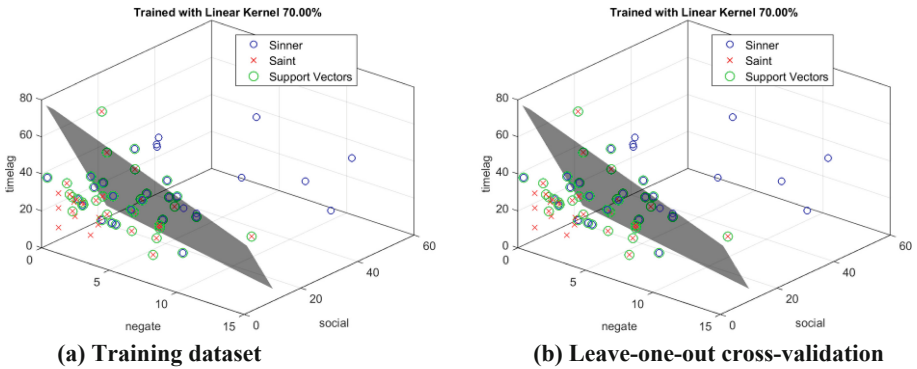 Trained with Linear Kernel 70.00%
Sinner
Saint
Support Vectors
80
60
40
20
0
timelag
0
5
10
15
negate
0
20
40
60
social
(a) Training dataset
Trained with Linear Kernel 70.00%
Sinner
Saint
Support Vectors
80
60
40
20
0
timelag
0
5
10
15
negate
0
20
40
60
social
(b) Leave-one-out cross-validation